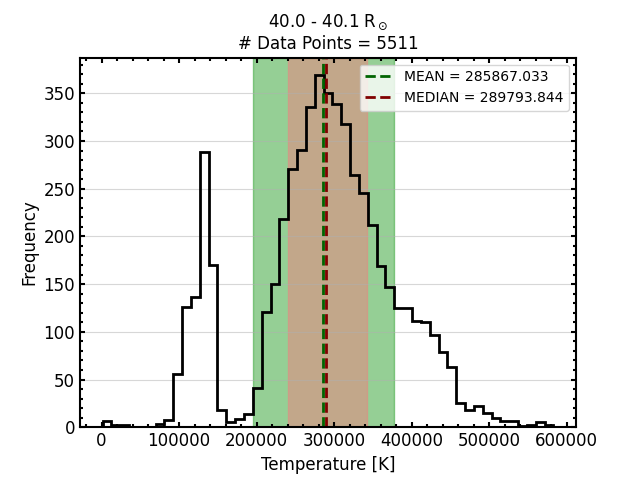 40.0 - 40.1 R⊙
# Data Points = 5511
MEAN = 285867.033
MEDIAN = 289793.844
350
300
250
200
150
100
50
0
Frequency
0 100000 200000 300000 400000 500000 600000
Temperature [K]